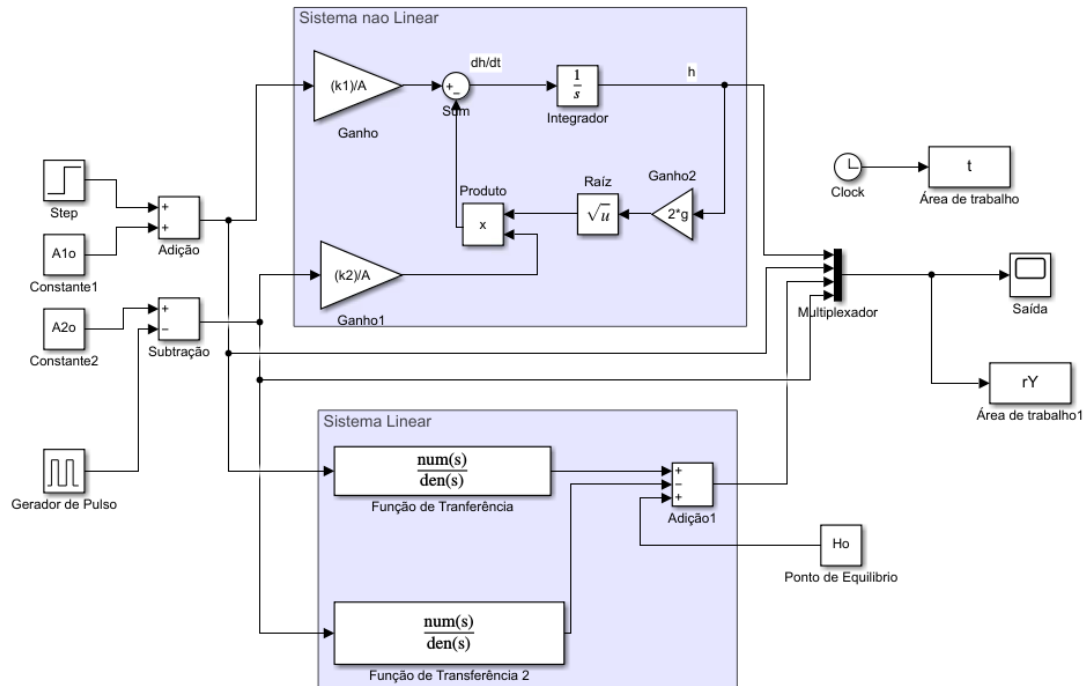 Sistema nao Linear
dh/dt
h
(k1)/A
+
−
Sum
1
s
Integrador
Ganho
Step
+
+
Adição
A1o
Constante1
Produto
x
Raíz
√u
Ganho2
2*g
Clock
t
Área de trabalho
(k2)/A
Ganho1
A2o
Constante2
+
−
Subtração
Multiplexador
Saída
rY
Área de trabalho1
Sistema Linear
num(s)
den(s)
Função de Tranferência
+
−
+
Adição1
Gerador de Pulso
Ho
Ponto de Equilibrio
num(s)
den(s)
Função de Transferência 2